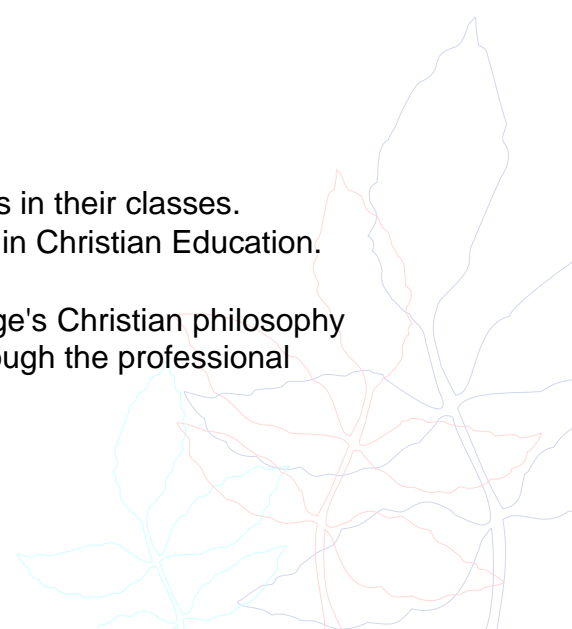 s in their classes.
in Christian Education.
ge's Christian philosophy
ough the professional